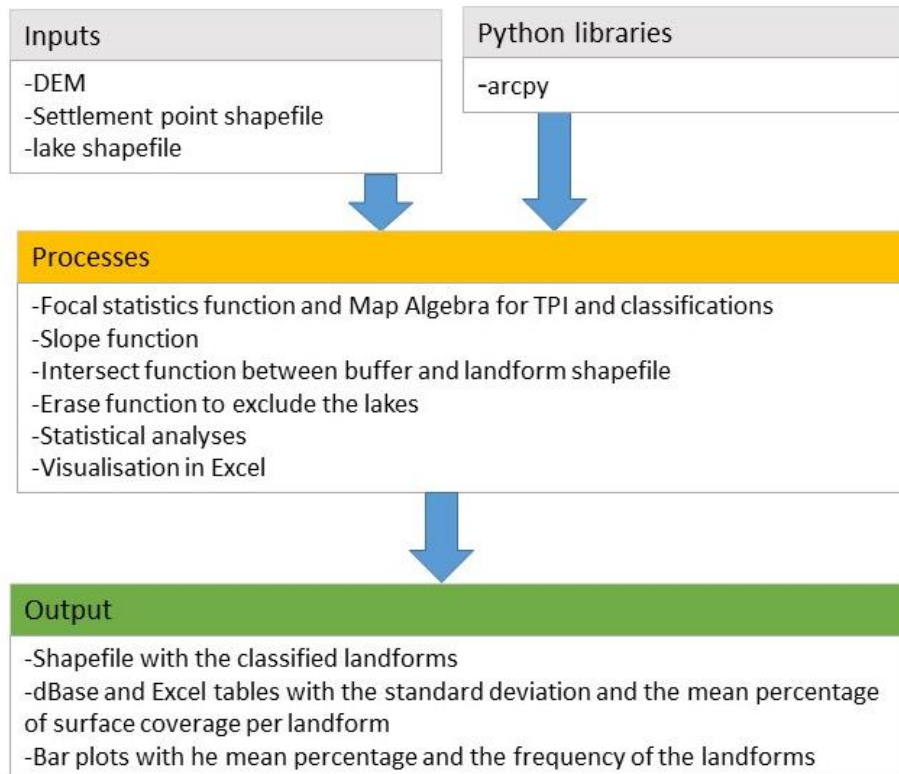 Inputs
-DEM
-Settlement point shapefile
-lake shapefile
Python libraries
-arcpy
Processes
-Focal statistics function and Map Algebra for TPI and classifications
-Slope function
-Intersect function between buffer and landform shapefile
-Erase function to exclude the lakes
-Statistical analyses
-Visualisation in Excel
Output
-Shapefile with the classified landforms
-dBase and Excel tables with the standard deviation and the mean percentage
of surface coverage per landform
-Bar plots with he mean percentage and the frequency of the landforms